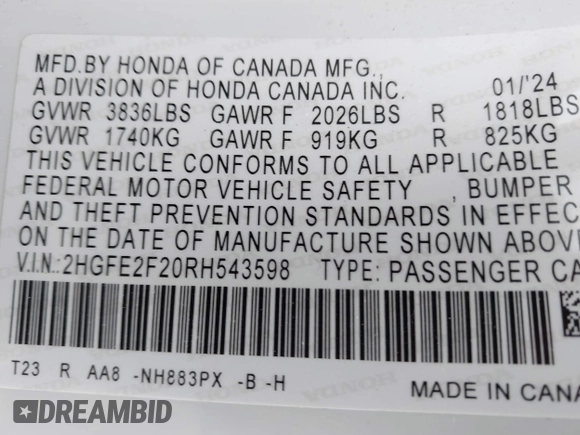 MFD.BY HONDA OF CANADA MFG.,
A DIVISION OF HONDA CANADA INC. 01/'24
GVWR 3836LBS GAWR F 2026LBS R 1818LBS
GVWR 1740KG GAWR F 919KG R 825KG
THIS VEHICLE CONFORMS TO ALL APPLICABLE
FEDERAL MOTOR VEHICLE SAFETY , BUMPER
AND THEFT PREVENTION STANDARDS IN EFFEC
ON THE DATE OF MANUFACTURE SHOWN ABOVE
V.I.N.:2HGFE2F20RH543598 TYPE: PASSENGER CA
T23 R AA8 -NH883PX -B -H
MADE IN CANA
DREAMBID